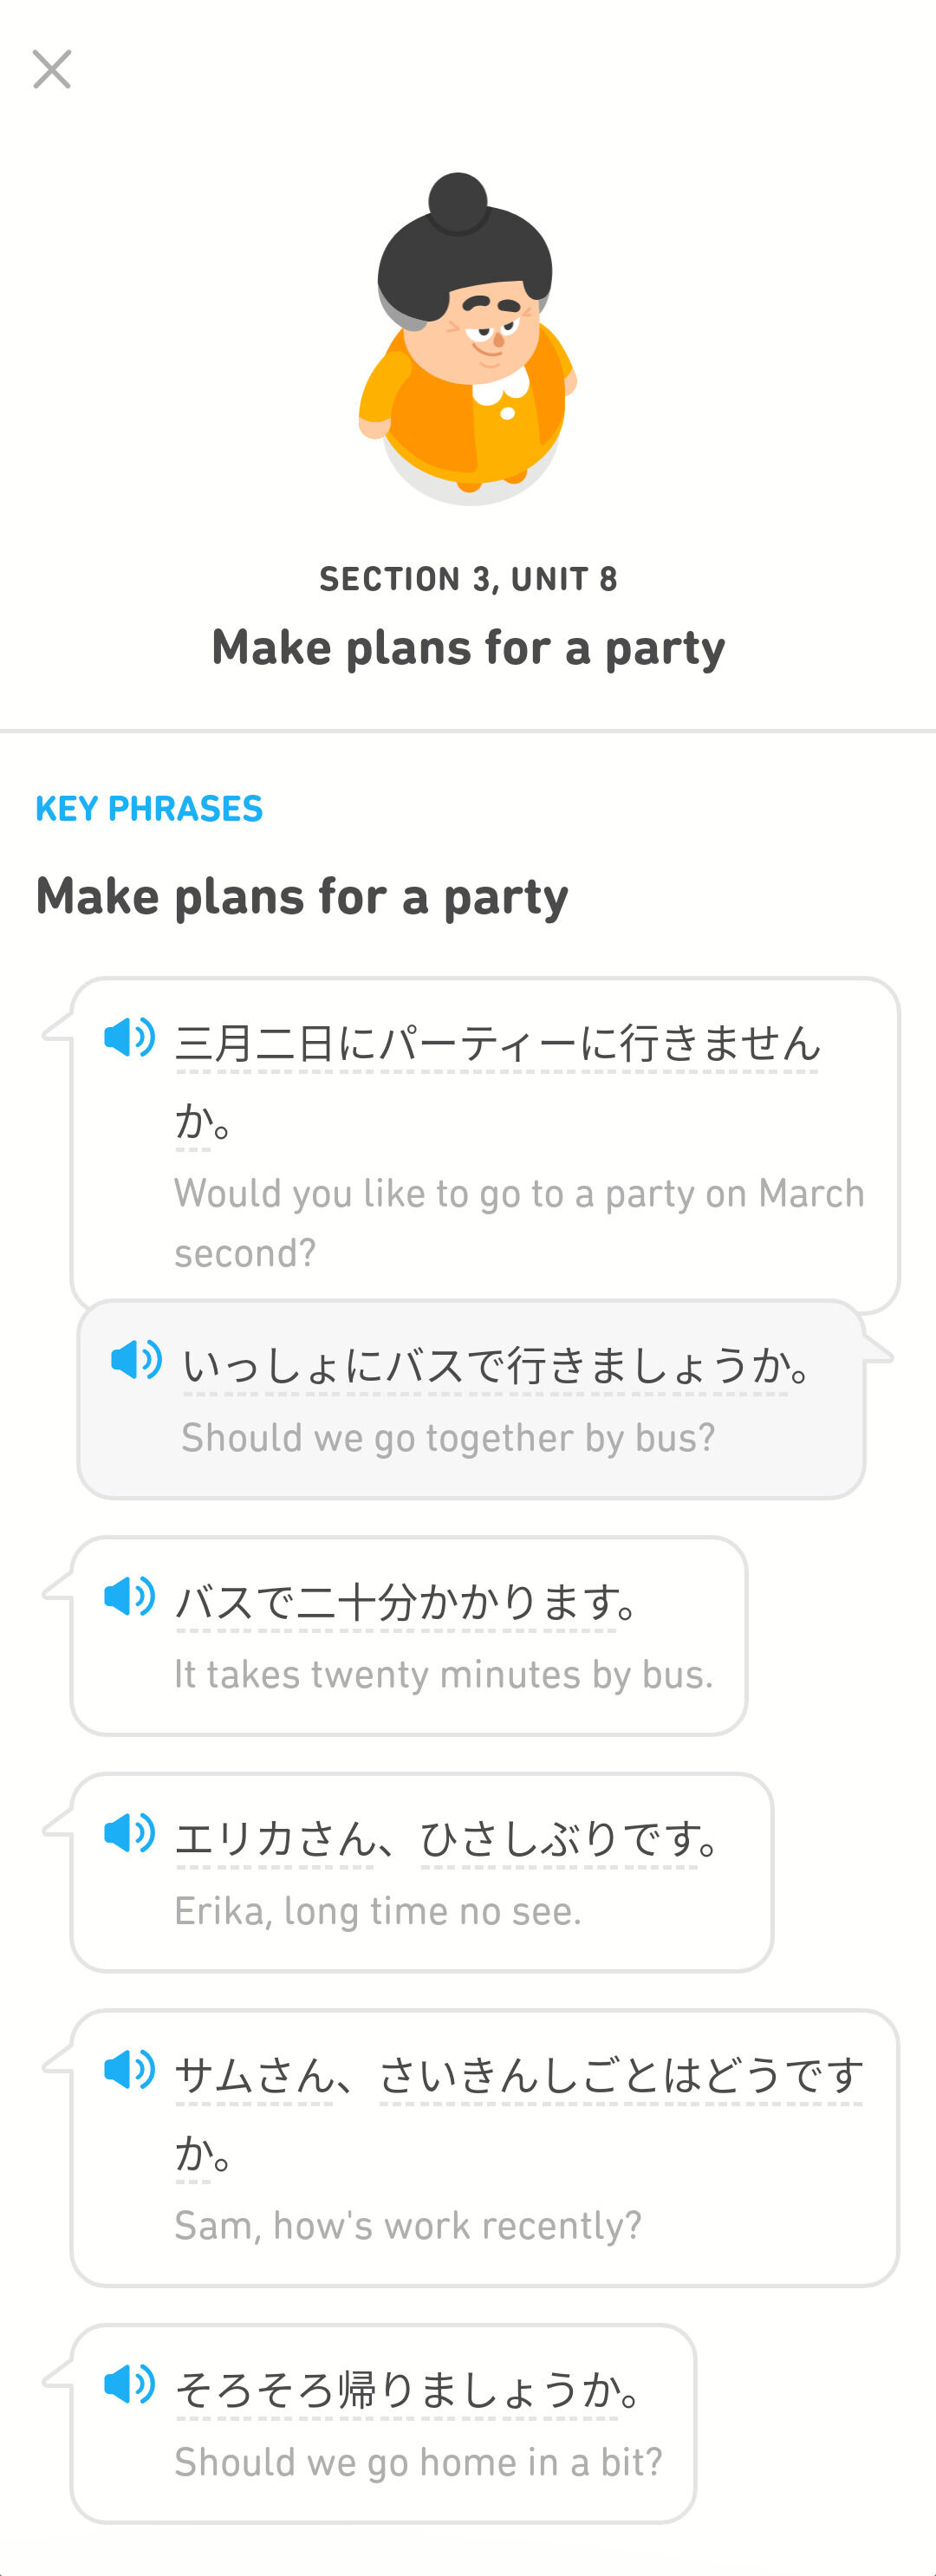 SECTION 3, UNIT 8
Make plans for a party
KEY PHRASES
Make plans for a party
三月二日にパーティーに行きません
か。
Would you like to go to a party on March
second?
いっしょにバスで行きましょうか。
Should we go together by bus?
バスで二十分かかります。
It takes twenty minutes by bus.
エリカさん、ひさしぶりです。
Erika, long time no see.
サムさん、さいきんしごとはどうです
か。
Sam, how's work recently?
そろそろ帰りましょうか。
Should we go home in a bit?